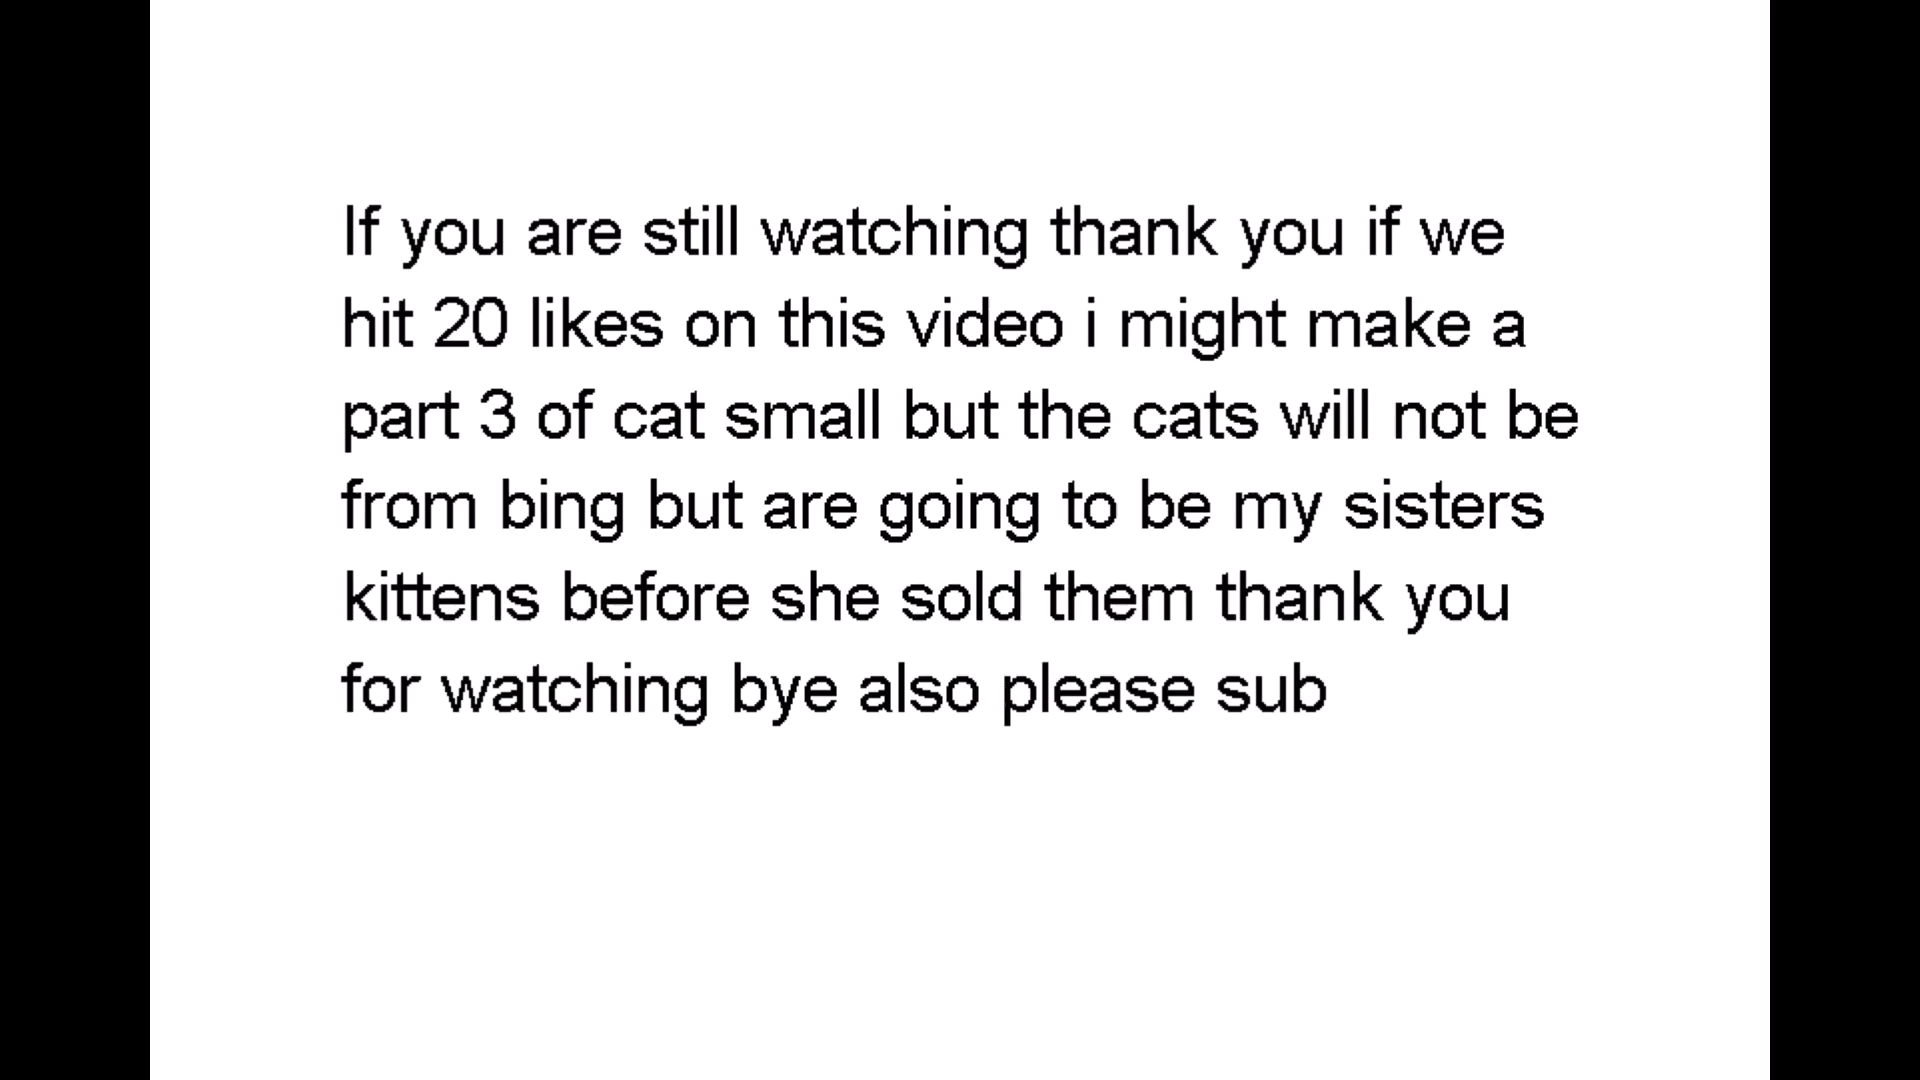 If you are still watching thank you if we
hit 20 likes on this video i might make a
part 3 of cat small but the cats will not be
from bing but are going to be my sisters
kittens before she sold them thank you
for watching bye also please sub